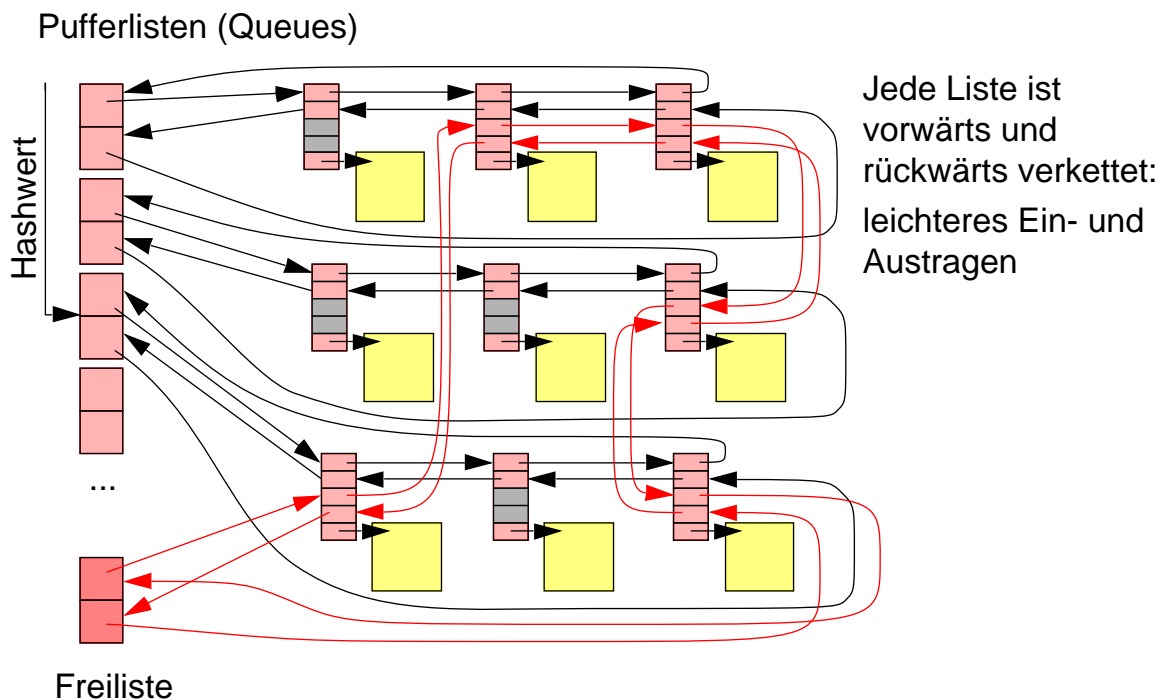 Pufferlisten (Queues)
Hashwert
Jede Liste ist
vorwärts und
rückwärts verkettet:
leichteres Ein- und
Austragen
...
Freiliste